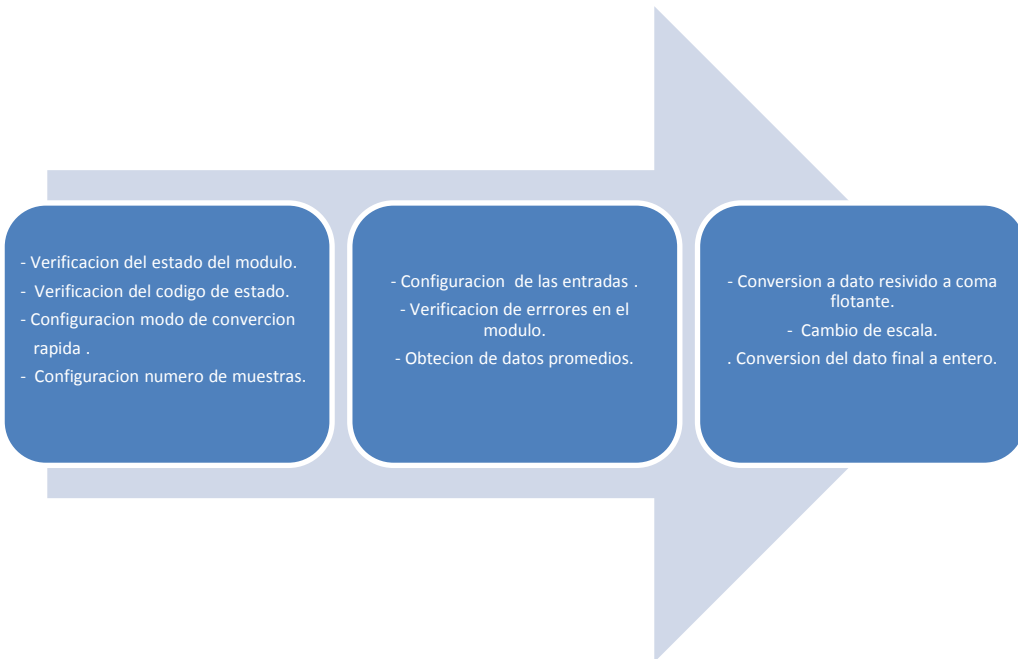 - Verificacion del estado del modulo.
- Verificacion del codigo de estado.
- Configuracion modo de convercion
rapida .
- Configuracion numero de muestras.
- Configuracion de las entradas .
- Verificacion de errrores en el
modulo.
- Obtecion de datos promedios.
- Conversion a dato resivido a coma
flotante.
- Cambio de escala.
. Conversion del dato final a entero.